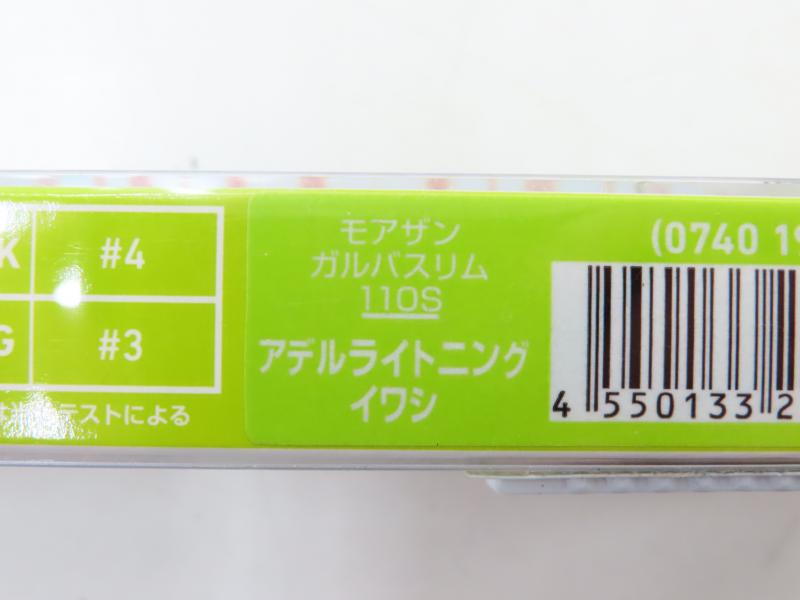 K #4
G #3
テストによる
モアザン
ガルバスリム
110S
アデルライトニング
イワシ
(0740 19
4 550133 2